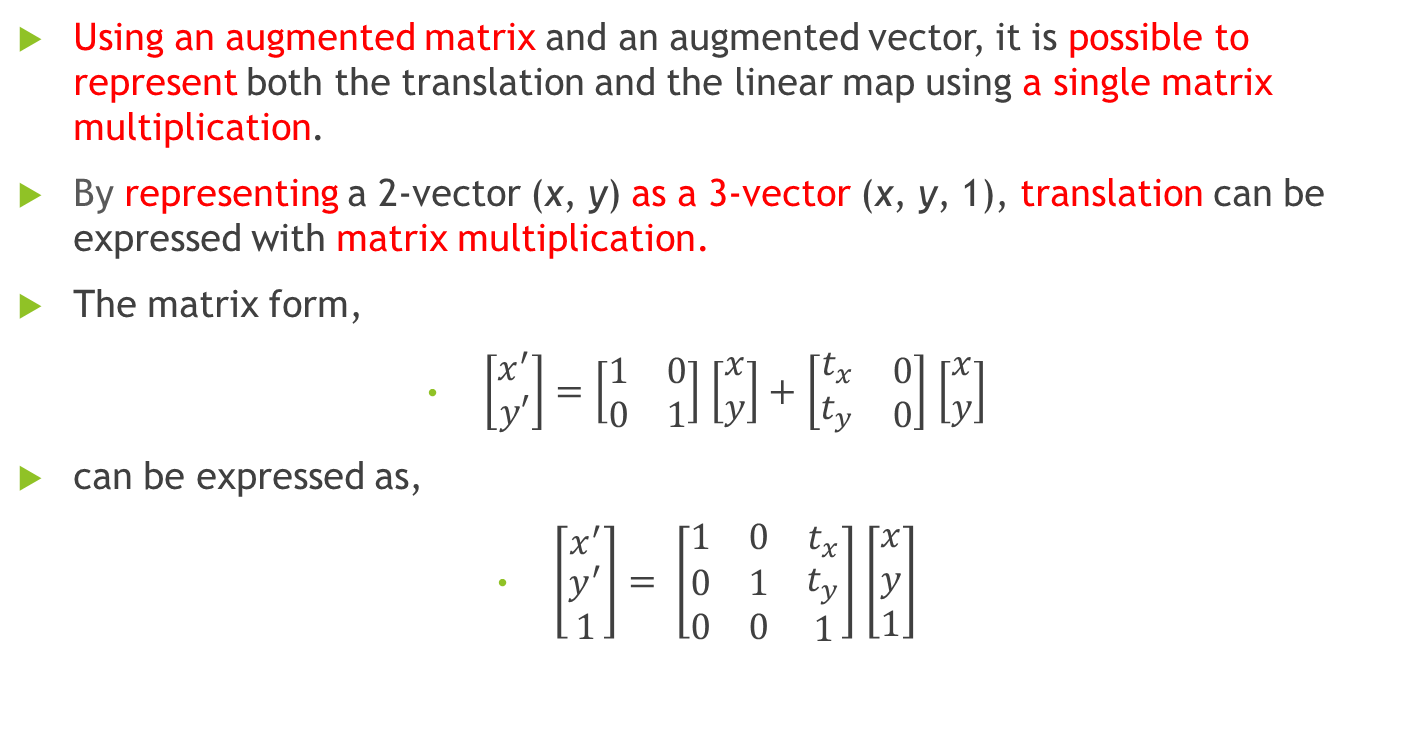 Using an augmented matrix and an augmented vector, it is possible to
represent both the translation and the linear map using a single matrix
multiplication.
By representing a 2-vector (x, y) as a 3-vector (x, y, 1), translation can be
expressed with matrix multiplication.
The matrix form,
[x′ y′] = [1 0 0 1] [x y] + [tx 0 ty 0] [x y]
can be expressed as,
[x′ y′ 1] = [1 0 tx 0 1 ty 0 0 1] [x y 1]